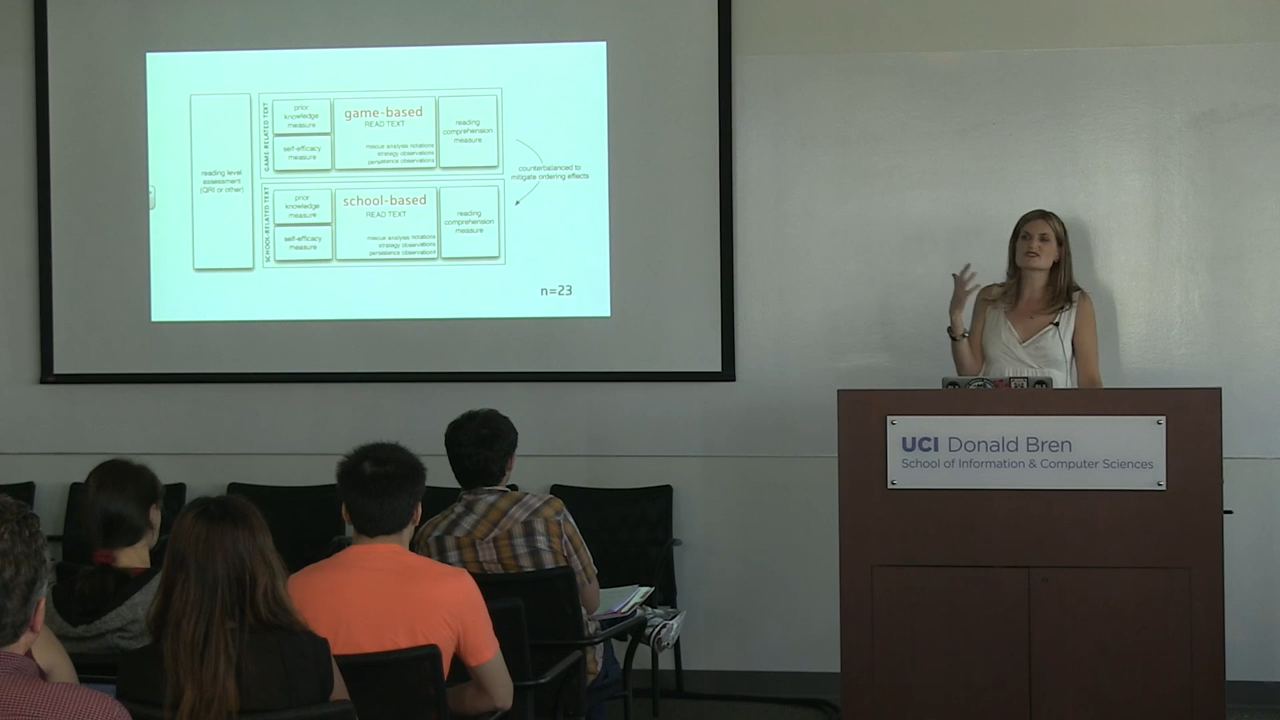 reading level
assessment
(QRI or other)
GAME-RELATED TEXT
prior
knowledge
measure
self-efficacy
measure
game-based
READ TEXT
miscue analysis notations
strategy observations
persistence observations
reading
comprehension
measure
SCHOOL-RELATED TEXT
prior
knowledge
measure
self-efficacy
measure
school-based
READ TEXT
miscue analysis notations
strategy observations
persistence observations
reading
comprehension
measure
counterbalanced to
mitigate ordering effects
n=23
UCI Donald Bren
School of Information & Computer Sciences